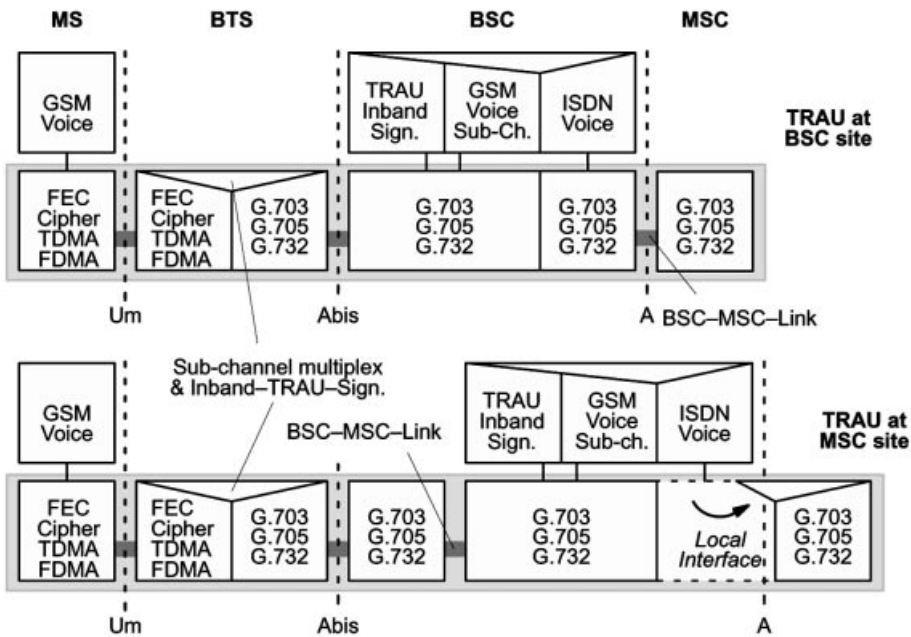 MS
BTS
BSC
MSC
GSM
Voice
TRAU
Inband
Sign.
GSM
Voice
Sub-Ch.
ISDN
Voice
TRAU at
BSC site
FEC
Cipher
TDMA
FDMA
FEC
Cipher
TDMA
FDMA
G.703
G.705
G.732
G.703
G.705
G.732
G.703
G.705
G.732
G.703
G.705
G.732
Um
Abis
A
BSC–MSC–Link
Sub-channel multiplex
& Inband–TRAU–Sign.
BSC–MSC–Link
GSM
Voice
TRAU
Inband
Sign.
GSM
Voice
Sub-ch.
ISDN
Voice
TRAU at
MSC site
FEC
Cipher
TDMA
FDMA
FEC
Cipher
TDMA
FDMA
G.703
G.705
G.732
G.703
G.705
G.732
G.703
G.705
G.732
Local
Interface
G.703
G.705
G.732
Um
Abis
A